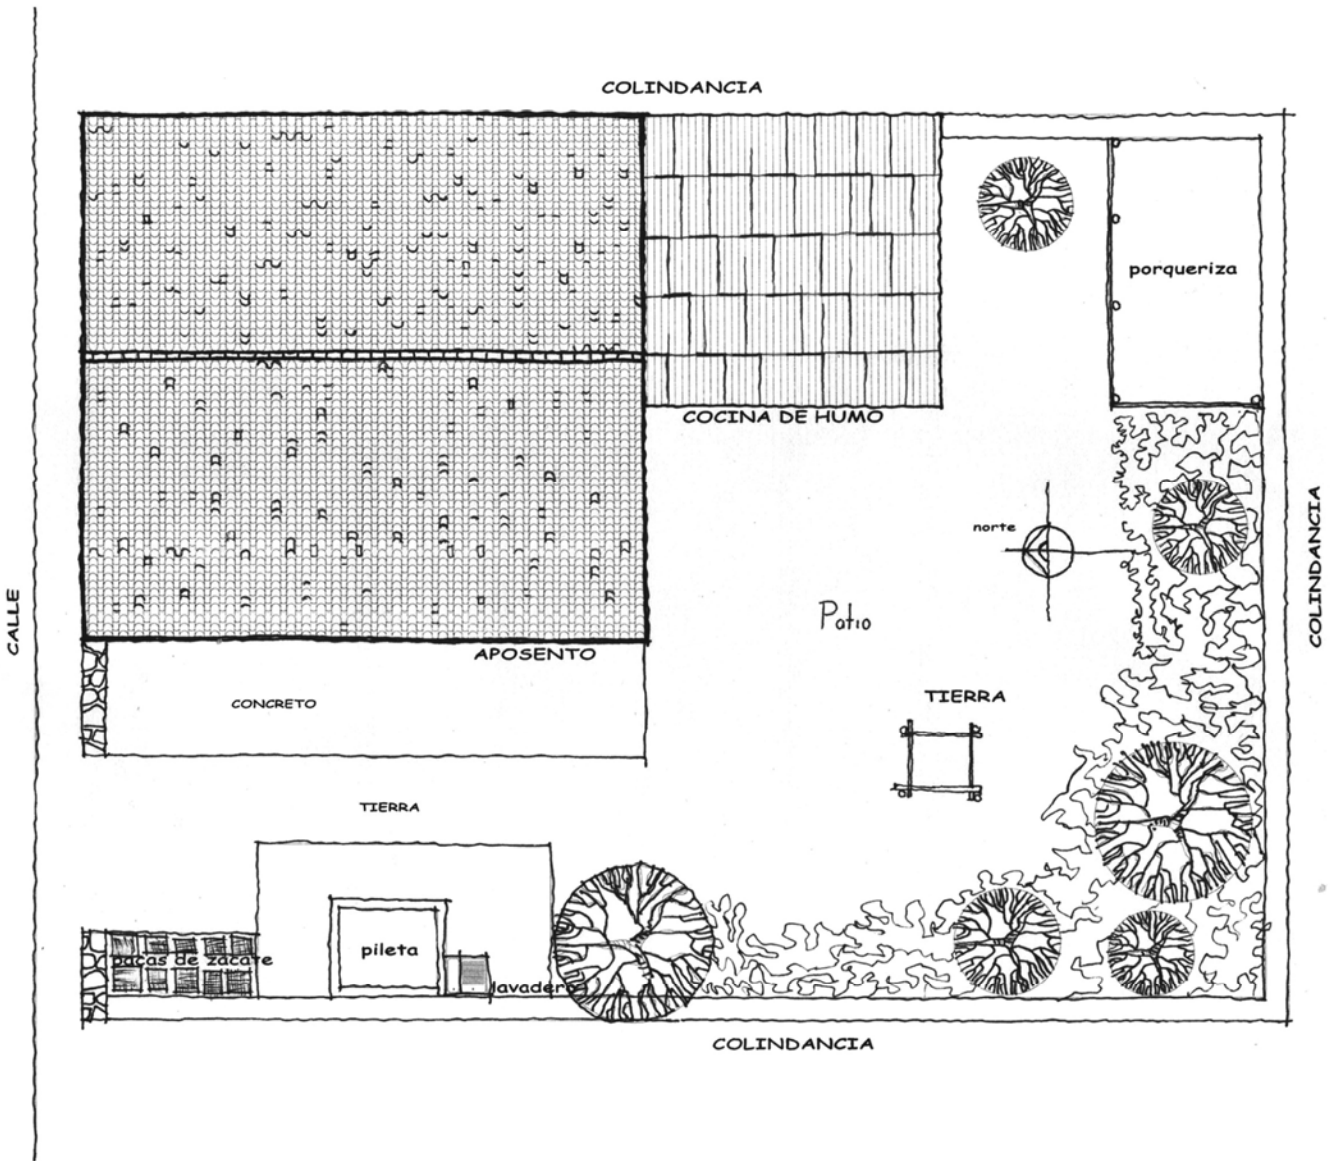 COLINDANCIA
porqueriza
COCINA DE HUMO
norte
COLINDANCIA
CALLE
Patio
APOSENTO
TIERRA
CONCRETO
TIERRA
pileta
pacas de zacate
lavadero
COLINDANCIA